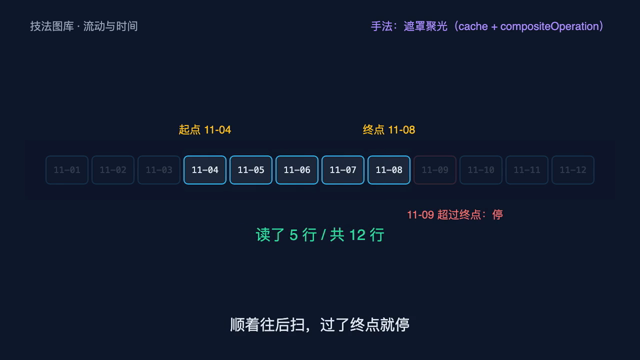 技法图库 · 流动与时间
手法：遮罩聚光（cache + compositeOperation）
起点 11-04
终点 11-08
11-01 11-02 11-03 11-04 11-05 11-06 11-07 11-08 11-09 11-10 11-11 11-12
11-09 超过终点：停
读了 5 行 / 共 12 行
顺着往后扫，过了终点就停